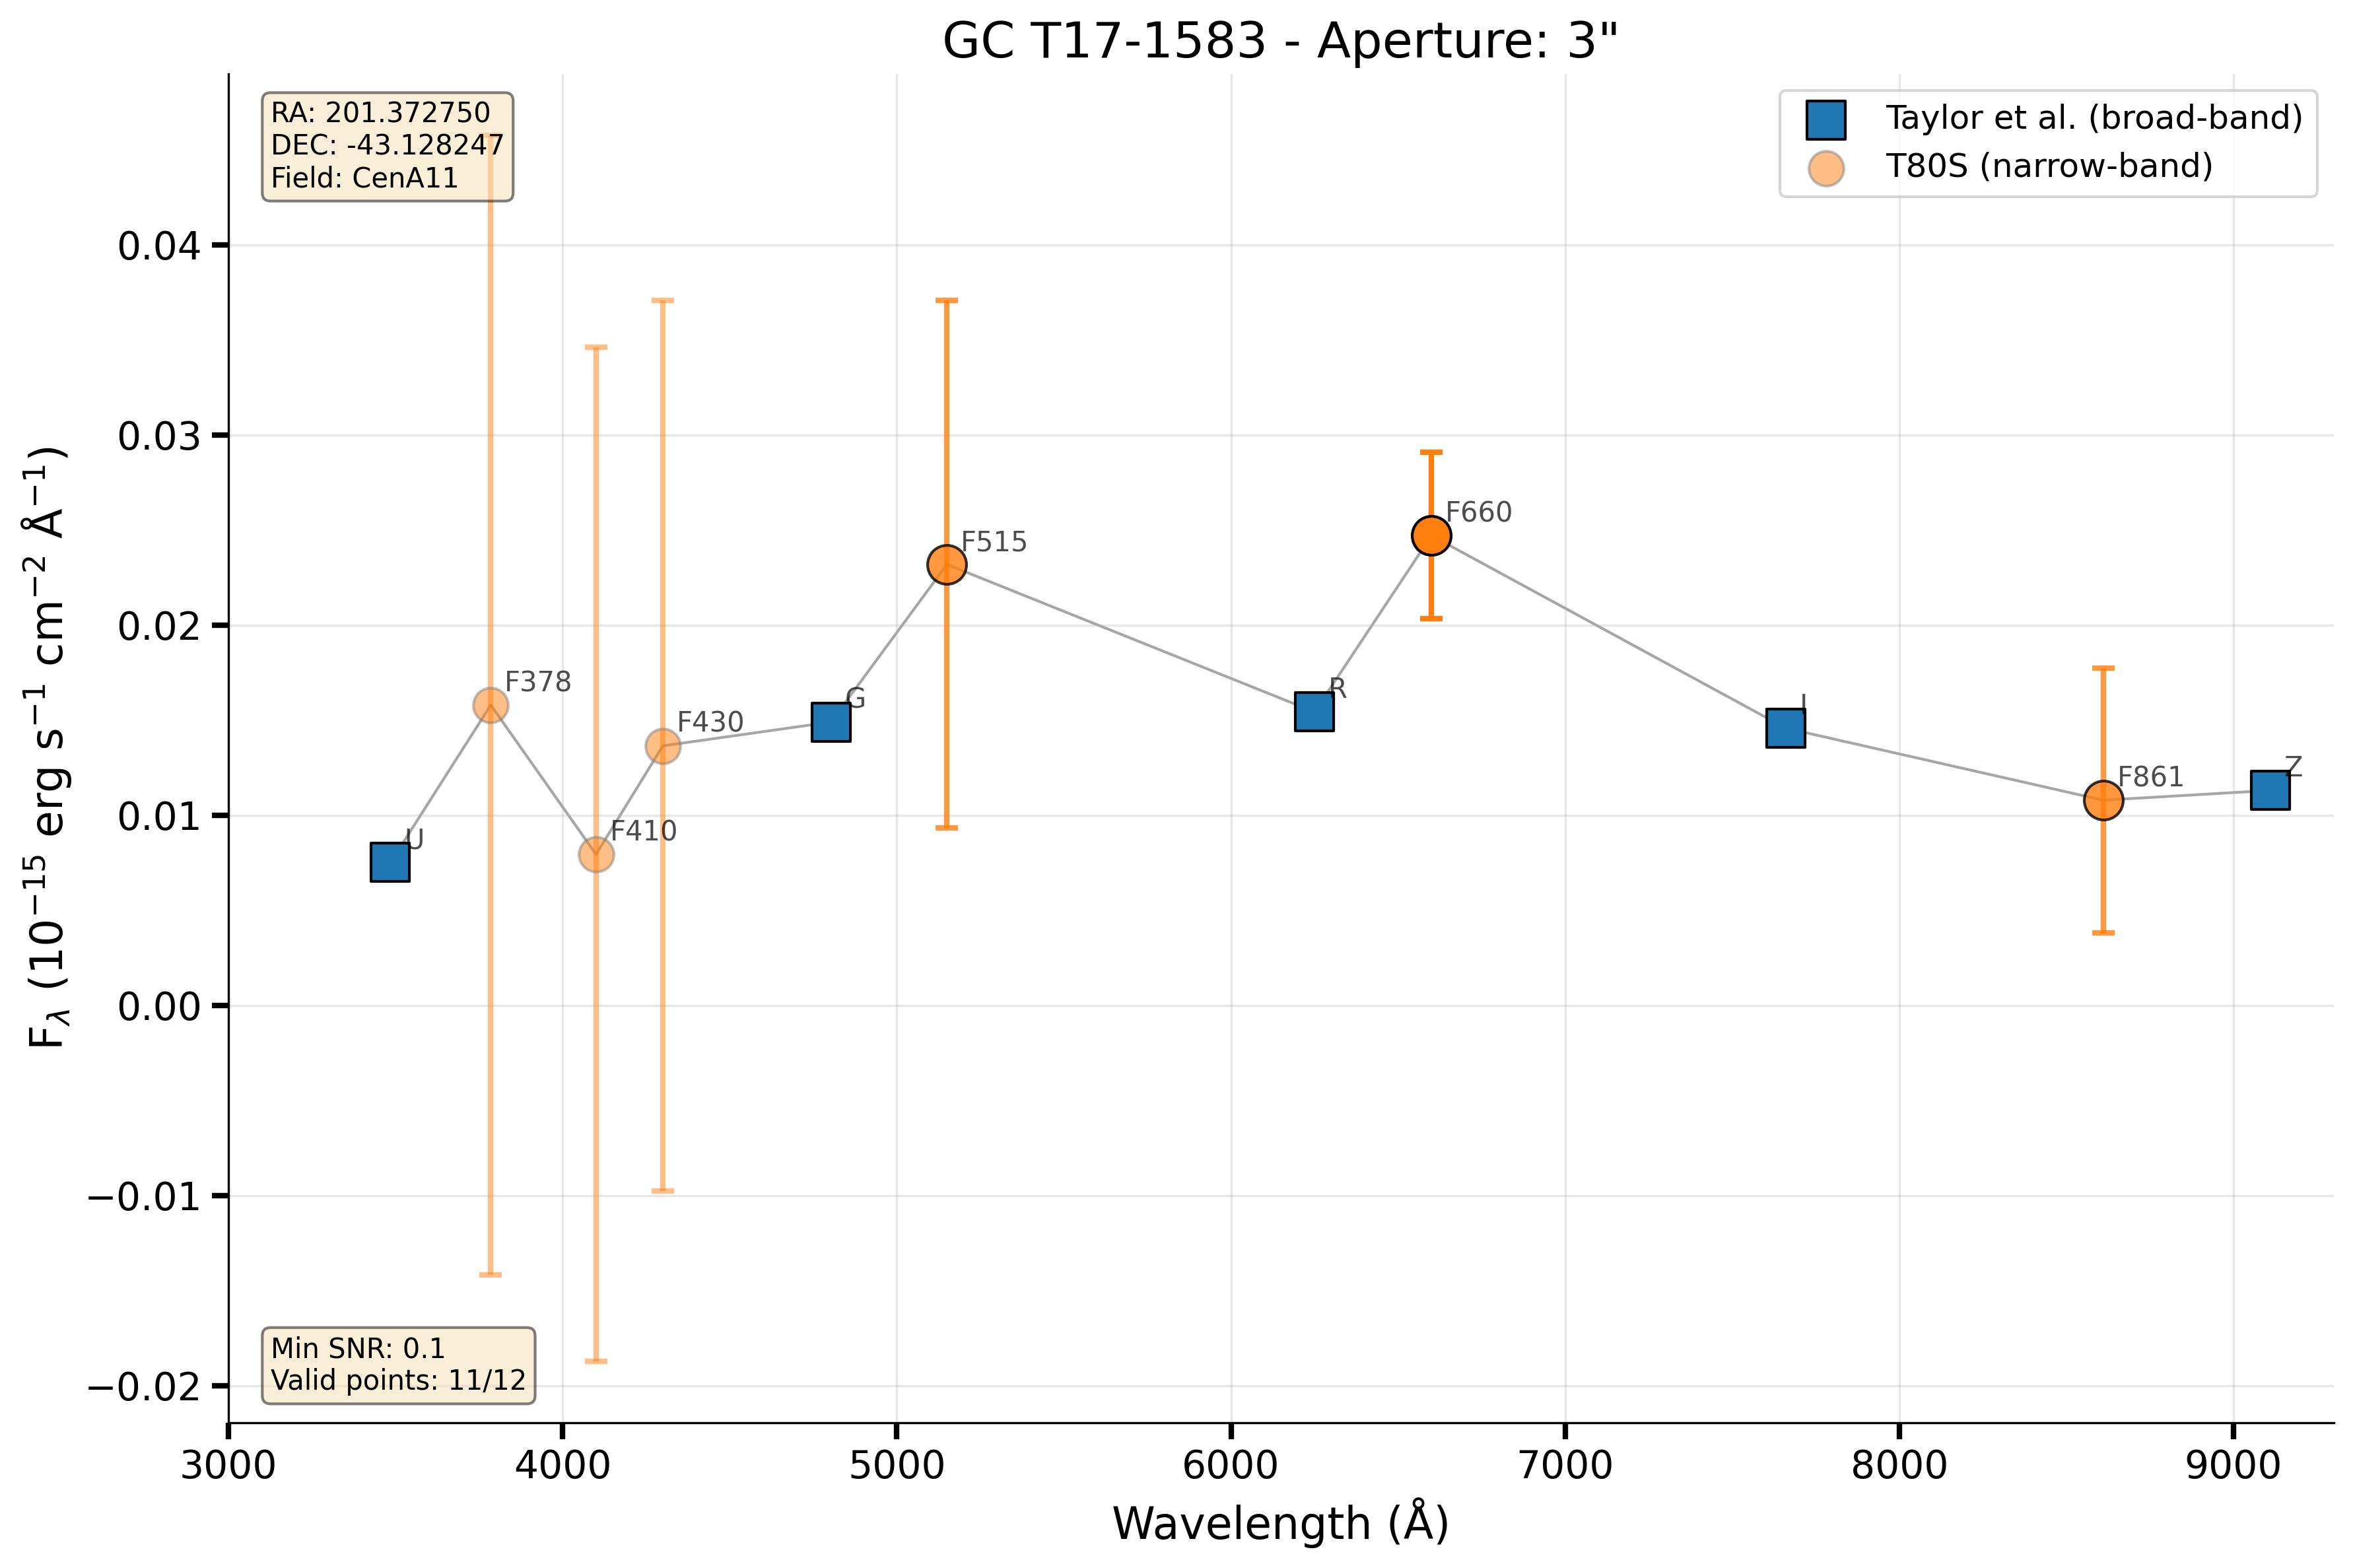 GC T17-1583 - Aperture: 3"
RA: 201.372750
DEC: -43.128247
Field: CenA11
Taylor et al. (broad-band)
T80S (narrow-band)
F_λ (10⁻¹⁵ erg s⁻¹ cm⁻² Å⁻¹)
0.04
0.03
0.02
0.01
0.00
−0.01
−0.02
U
F378
F410
F430
G
F515
R
F660
I
F861
Z
Min SNR: 0.1
Valid points: 11/12
3000 4000 5000 6000 7000 8000 9000
Wavelength (Å)